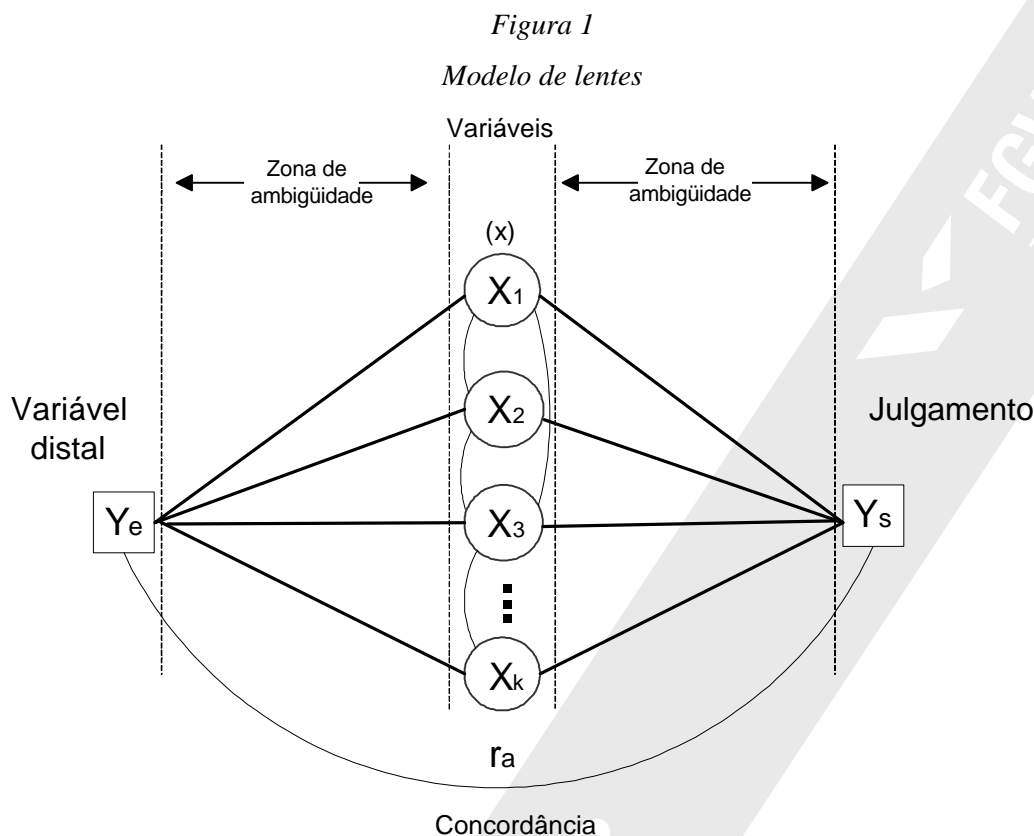 Figura 1
Modelo de lentes
Variáveis
Zona de
ambigüidade
Zona de
ambigüidade
(x)
X1
X2
X3
Xk
Variável
distal
Ye
Julgamento
Ys
ra
Concordância